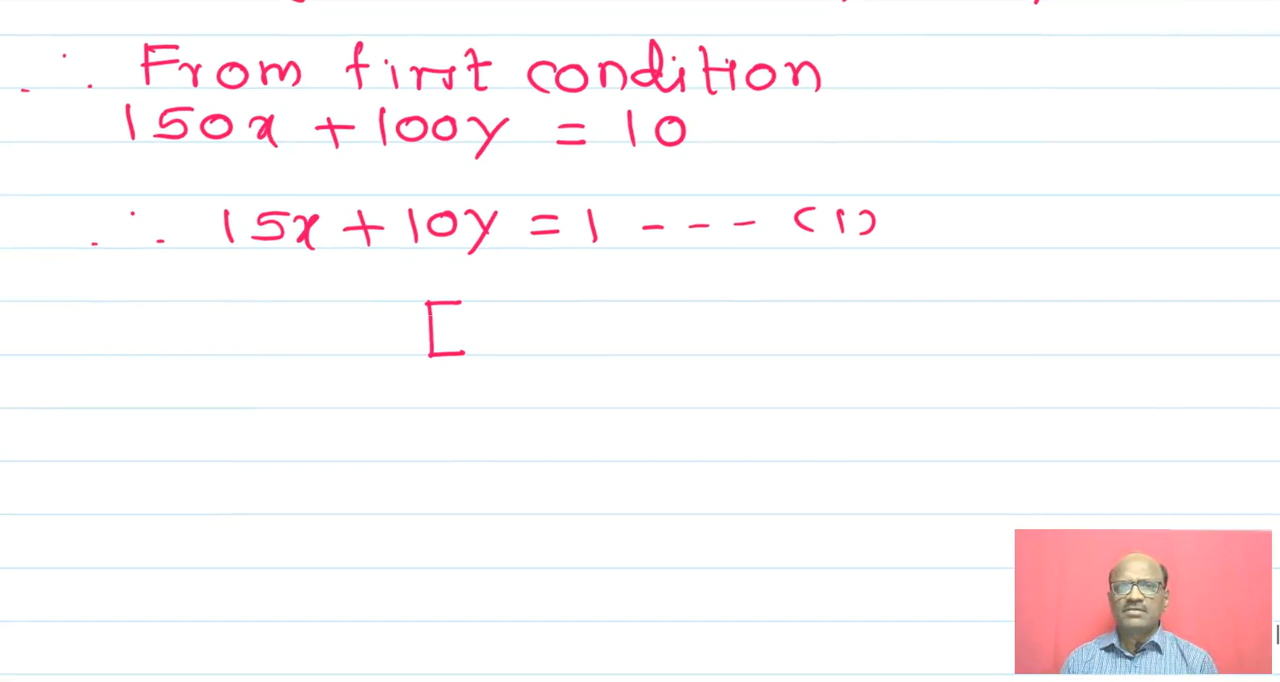 ∴ From first condition
150x + 100y = 10
∴ 15x + 10y = 1 --- (1)
[